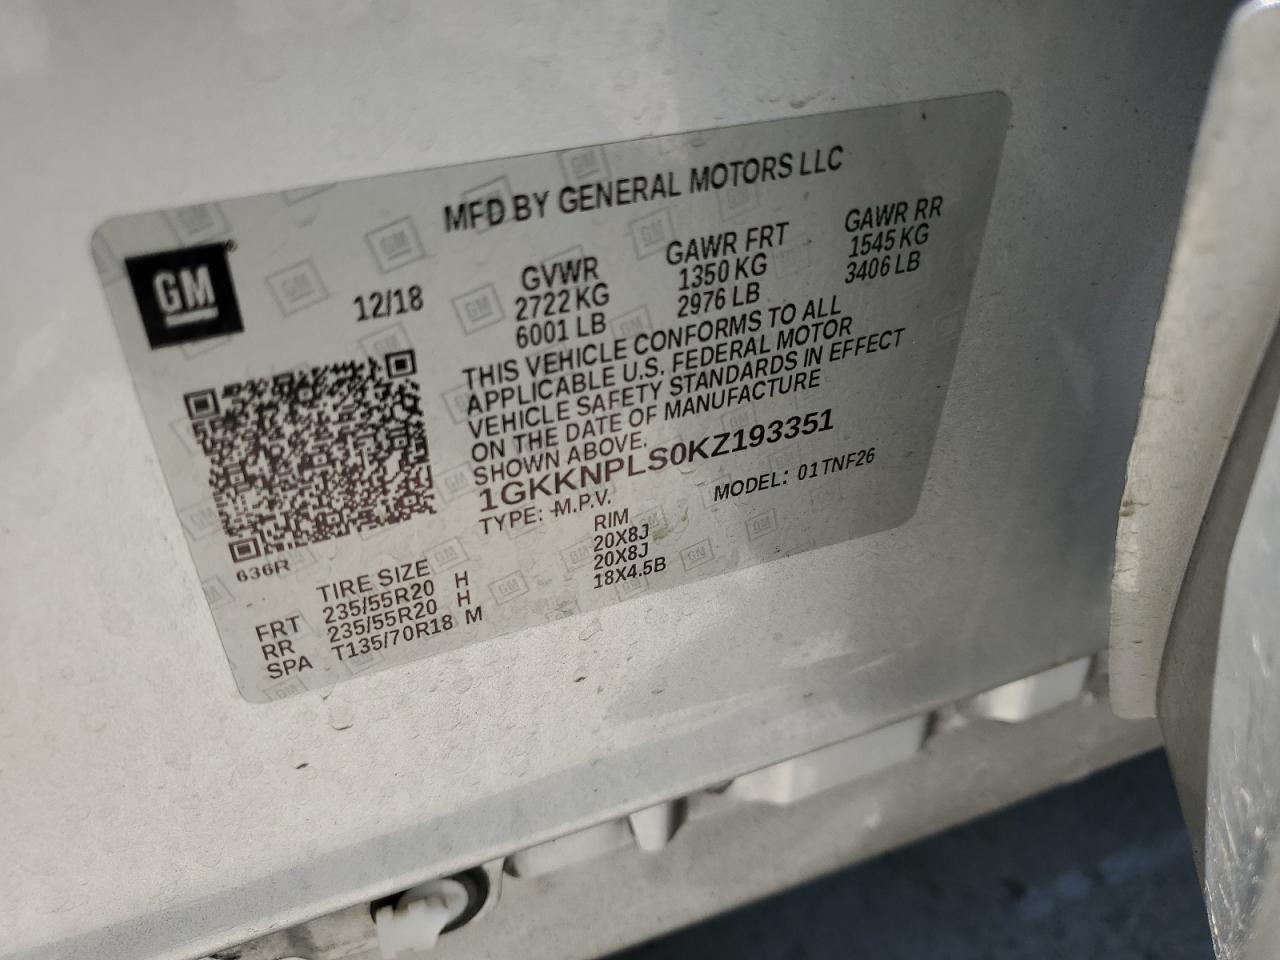 MFD BY GENERAL MOTORS LLC
GM
12/18
GVWR GAWR FRT GAWR RR
2722 KG 1350 KG 1545 KG
6001 LB 2976 LB 3406 LB
THIS VEHICLE CONFORMS TO ALL
APPLICABLE U.S. FEDERAL MOTOR
VEHICLE SAFETY STANDARDS IN EFFECT
ON THE DATE OF MANUFACTURE
SHOWN ABOVE.
1GKKNPLS0KZ193351
TYPE: M.P.V. MODEL: 01TNF26
636R
TIRE SIZE RIM
FRT 235/55R20 H 20X8J
RR 235/55R20 H 20X8J
SPA T135/70R18 M 18X4.5B